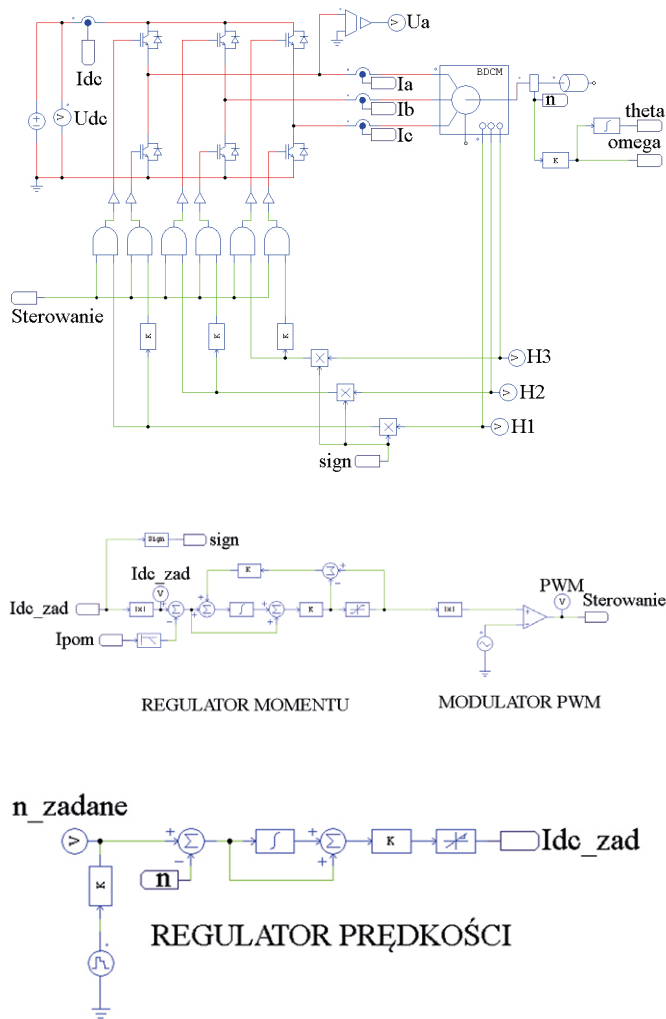 Ua
Idc
BDCM
Ia
n
Udc
Ib
theta
Ic
omega
K
Sterowanie
K
K
K
H3
H2
H1
sign
Sign
sign
Idc_zad
K
PWM
Idc_zad
|x|
K
|x|
Sterowanie
Ipom
REGULATOR MOMENTU
MODULATOR PWM
n_zadane
K
Idc_zad
n
K
REGULATOR PRĘDKOŚCI